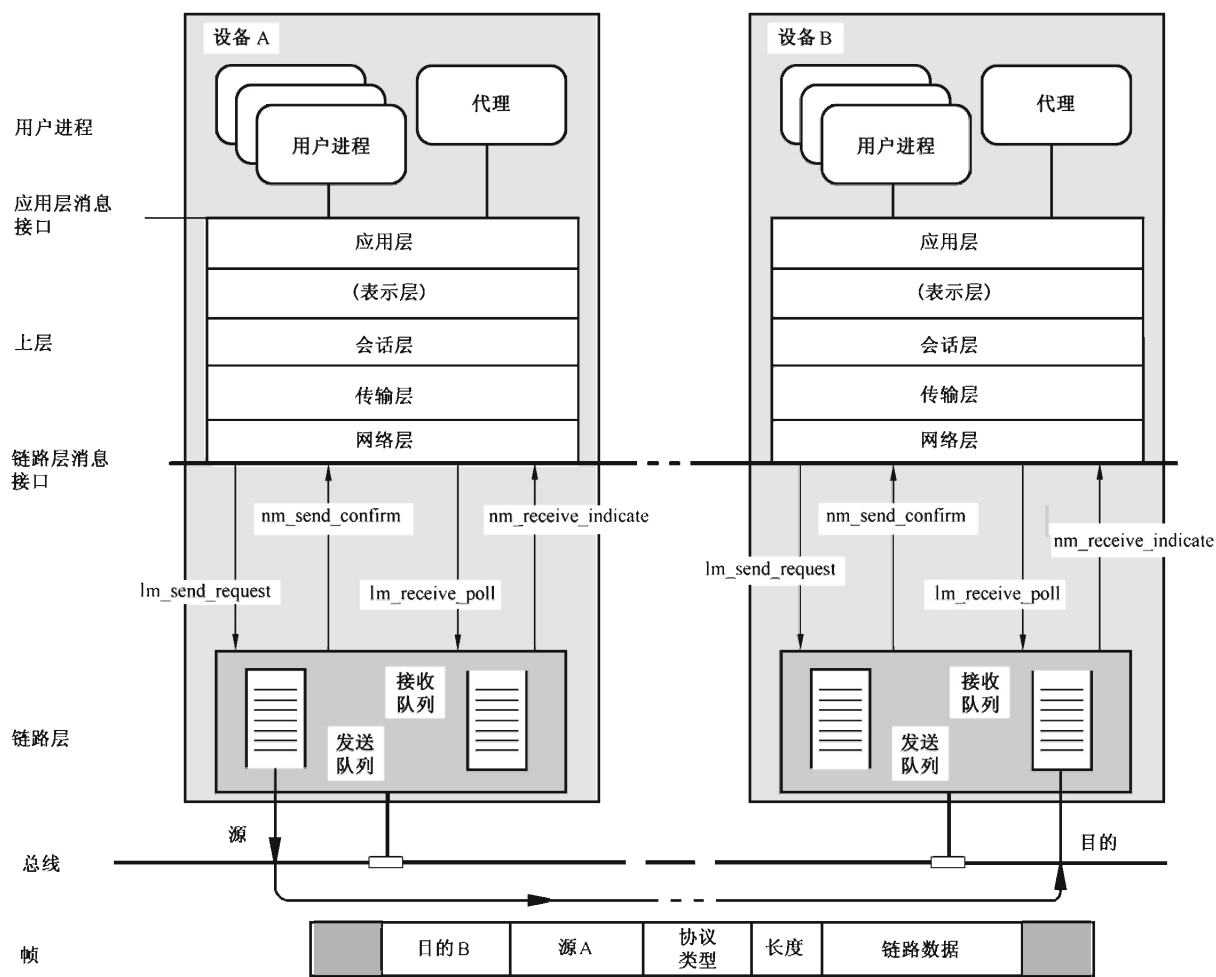 设备 A
设备 B
代理
代理
用户进程
用户进程
用户进程
应用层消息
接口
应用层
应用层
(表示层)
(表示层)
上层
会话层
会话层
传输层
传输层
网络层
网络层
链路层消息
接口
nm_send_confirm
nm_receive_indicate
nm_send_confirm
nm_receive_indicate
lm_send_request
lm_receive_poll
lm_send_request
lm_receive_poll
接收
队列
接收
队列
链路层
发送
队列
发送
队列
源
目的
总线
帧
目的 B
源 A
协议
类型
长度
链路数据